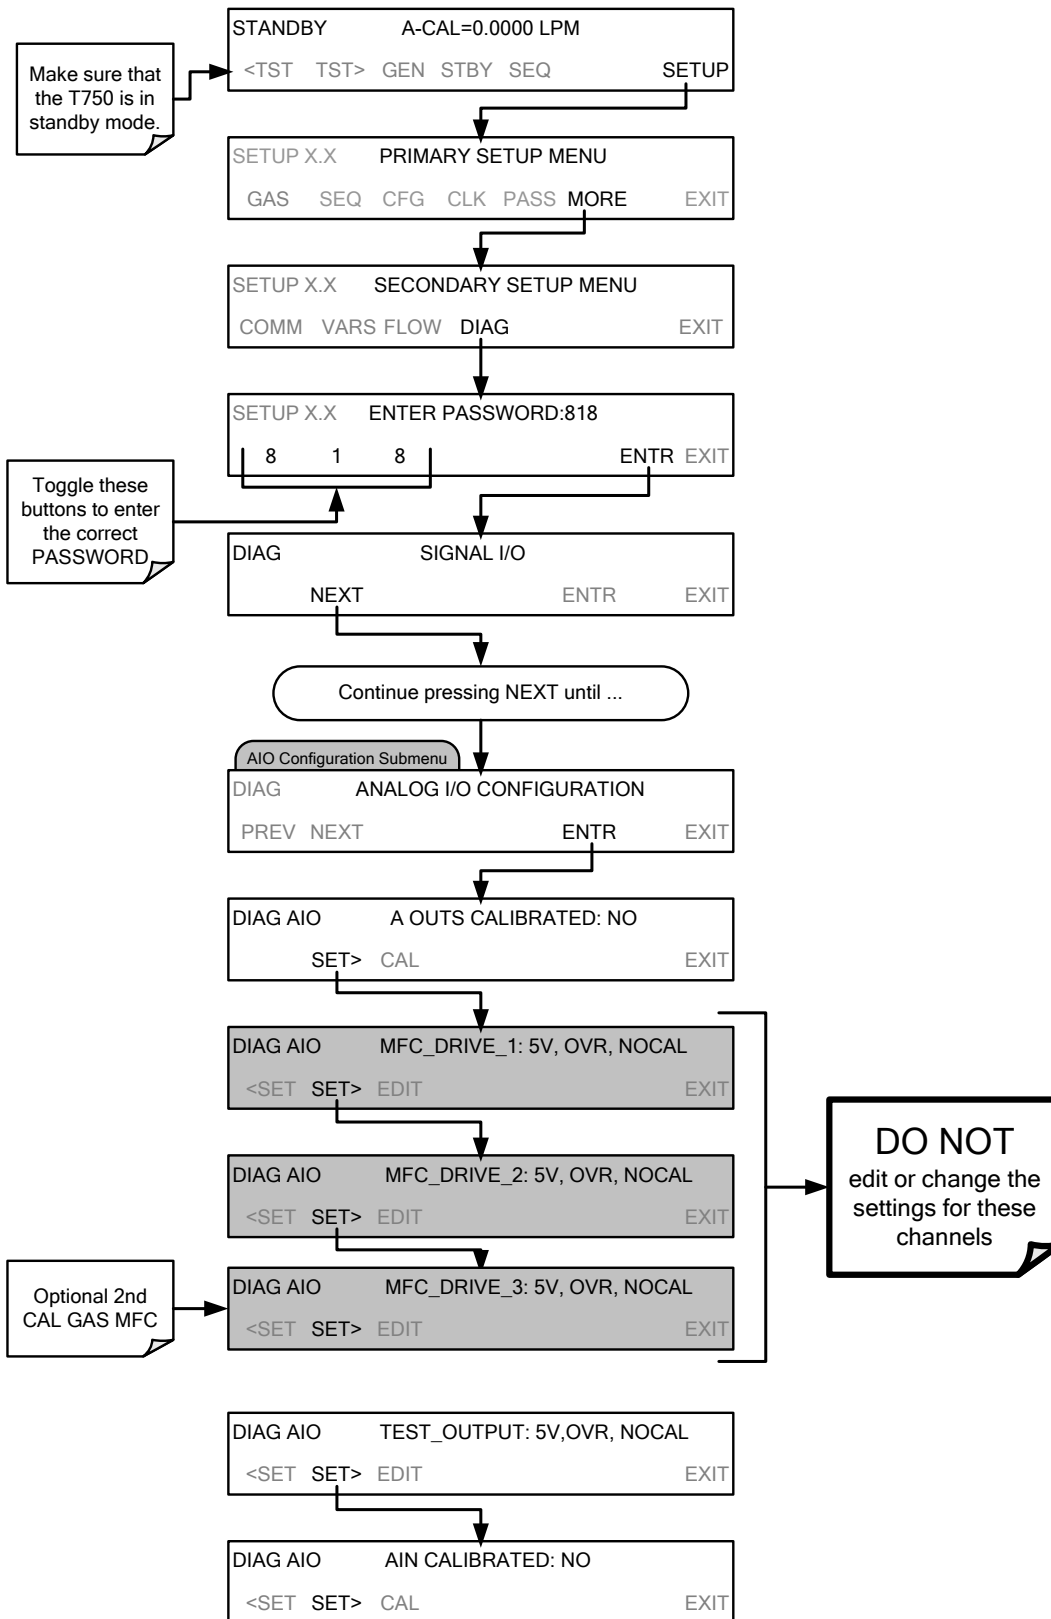 STANDBY A-CAL=0.0000 LPM
<TST TST> GEN STBY SEQ SETUP
Make sure that
the T750 is in
standby mode.
SETUP X.X PRIMARY SETUP MENU
GAS SEQ CFG CLK PASS MORE EXIT
SETUP X.X SECONDARY SETUP MENU
COMM VARS FLOW DIAG EXIT
SETUP X.X ENTER PASSWORD:818
8 1 8 ENTR EXIT
Toggle these
buttons to enter
the correct
PASSWORD
DIAG SIGNAL I/O
NEXT ENTR EXIT
Continue pressing NEXT until ...
AIO Configuration Submenu
DIAG ANALOG I/O CONFIGURATION
PREV NEXT ENTR EXIT
DIAG AIO A OUTS CALIBRATED: NO
SET> CAL EXIT
DIAG AIO MFC_DRIVE_1: 5V, OVR, NOCAL
<SET SET> EDIT EXIT
DIAG AIO MFC_DRIVE_2: 5V, OVR, NOCAL
<SET SET> EDIT EXIT
DO NOT
edit or change the
settings for these
channels
Optional 2nd
CAL GAS MFC
DIAG AIO MFC_DRIVE_3: 5V, OVR, NOCAL
<SET SET> EDIT EXIT
DIAG AIO TEST_OUTPUT: 5V,OVR, NOCAL
<SET SET> EDIT EXIT
DIAG AIO AIN CALIBRATED: NO
<SET SET> CAL EXIT